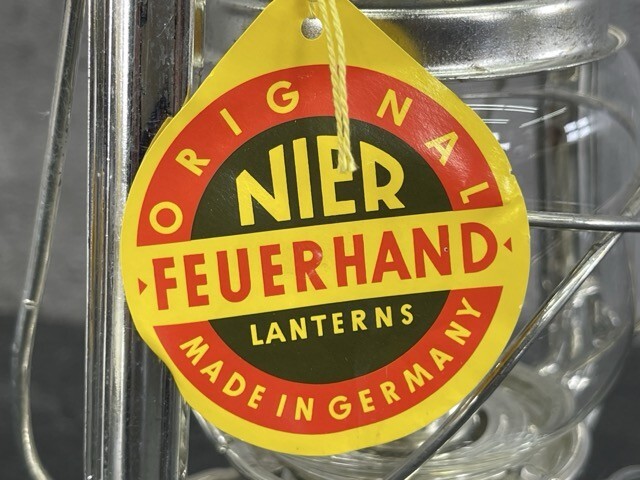 ORIGINAL
NIER
FEUERHAND
LANTERNS
MADE IN GERMANY